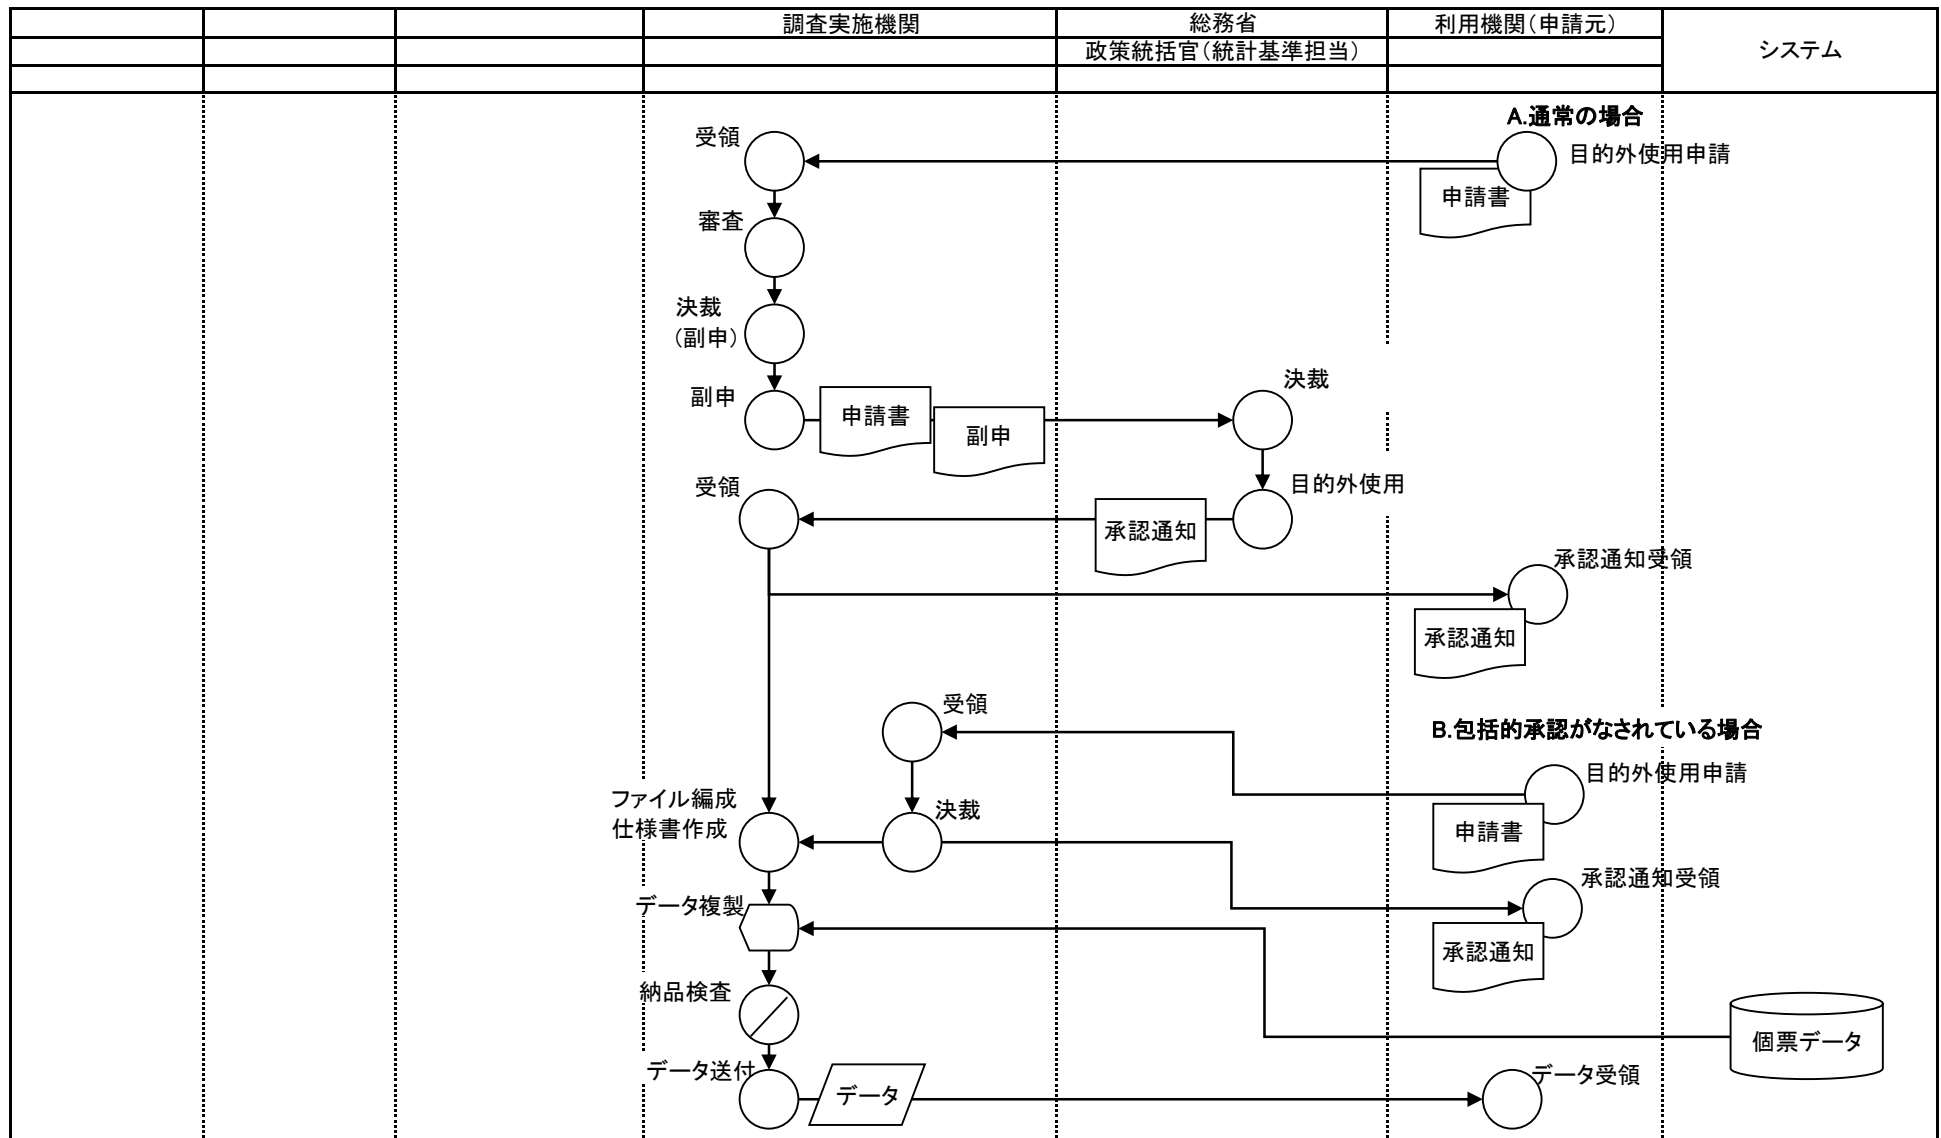 調査実施機関
総務省
利用機関（申請元）
システム
政策統括官（統計基準担当）
A.通常の場合
受領
目的外使用申請
申請書
審査
決裁
（副申）
副申
申請書
副申
決裁
目的外使用
受領
承認通知
承認通知受領
承認通知
受領
B.包括的承認がなされている場合
目的外使用申請
申請書
ファイル編成
仕様書作成
決裁
承認通知受領
承認通知
データ複製
納品検査
個票データ
データ送付
データ
データ受領